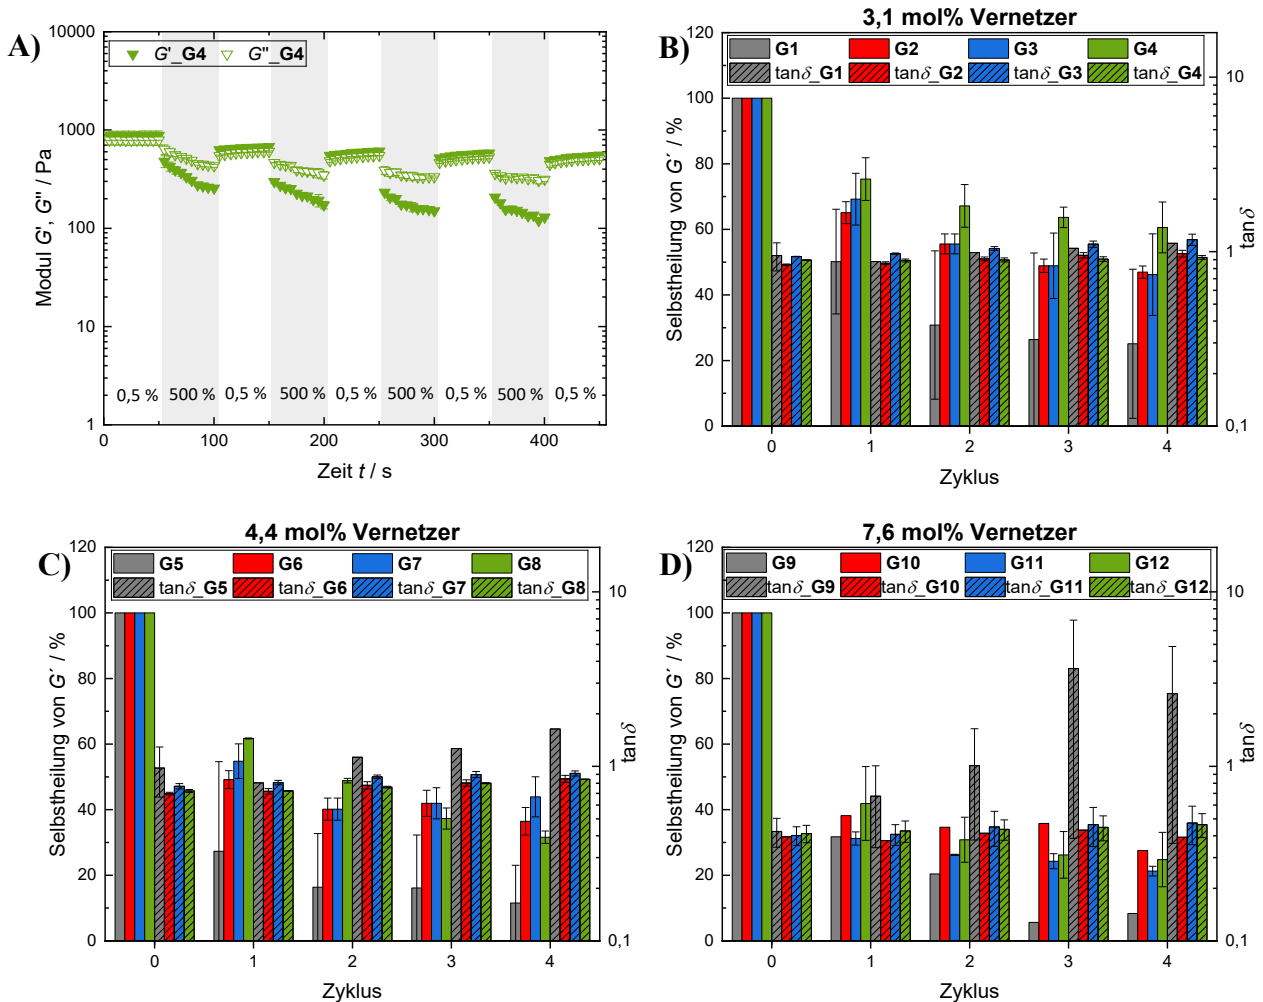 A)
10000
1000
100
10
1
Modul G', G'' / Pa
G'_G4 G''_G4
0,5 % 500 % 0,5 % 500 % 0,5 % 500 % 0,5 % 500 % 0,5 %
0 100 200 300 400
Zeit t / s
B)
3,1 mol% Vernetzer
G1 G2 G3 G4
tanδ_G1 tanδ_G2 tanδ_G3 tanδ_G4
120
100
80
60
40
20
0
Selbstheilung von G´ / %
10
1
0,1
tanδ
0 1 2 3 4
Zyklus
C)
4,4 mol% Vernetzer
G5 G6 G7 G8
tanδ_G5 tanδ_G6 tanδ_G7 tanδ_G8
120
100
80
60
40
20
0
Selbstheilung von G´ / %
10
1
0,1
tanδ
0 1 2 3 4
Zyklus
D)
7,6 mol% Vernetzer
G9 G10 G11 G12
tanδ_G9 tanδ_G10 tanδ_G11 tanδ_G12
120
100
80
60
40
20
0
Selbstheilung von G´ / %
10
1
0,1
tanδ
0 1 2 3 4
Zyklus